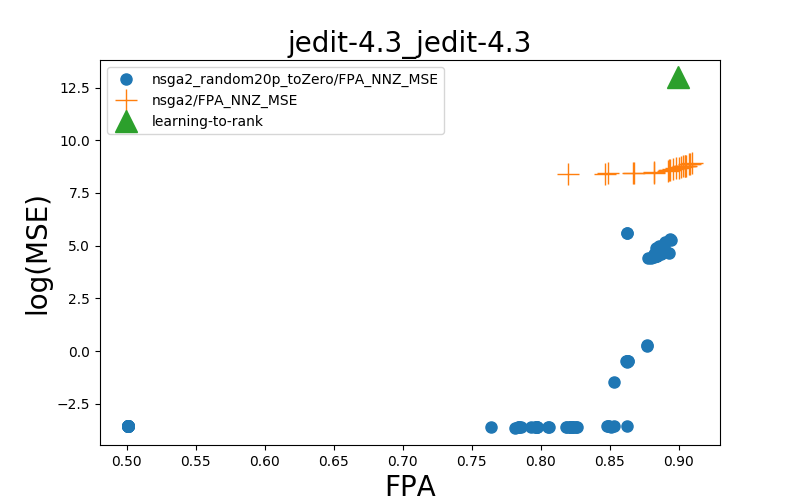 jedit-4.3_jedit-4.3
nsga2_random20p_toZero/FPA_NNZ_MSE
nsga2/FPA_NNZ_MSE
learning-to-rank
log(MSE)
12.5
10.0
7.5
5.0
2.5
0.0
−2.5
0.50 0.55 0.60 0.65 0.70 0.75 0.80 0.85 0.90
FPA